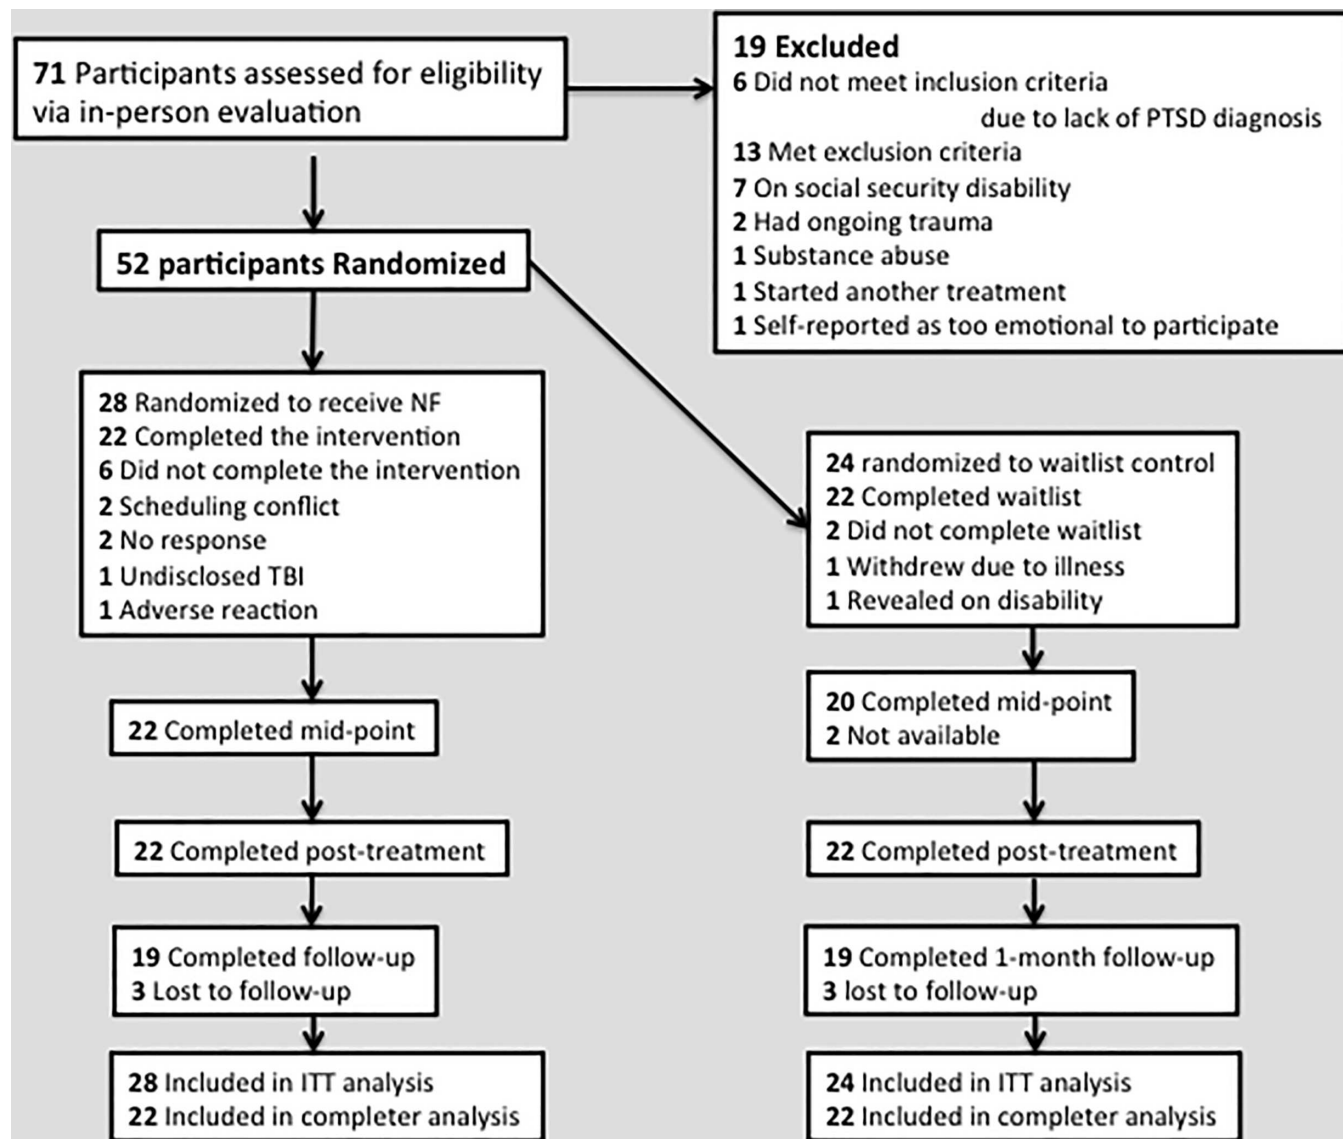 71 Participants assessed for eligibility
via in-person evaluation
19 Excluded
6 Did not meet inclusion criteria
due to lack of PTSD diagnosis
13 Met exclusion criteria
7 On social security disability
2 Had ongoing trauma
1 Substance abuse
1 Started another treatment
1 Self-reported as too emotional to participate
52 participants Randomized
28 Randomized to receive NF
22 Completed the intervention
6 Did not complete the intervention
2 Scheduling conflict
2 No response
1 Undisclosed TBI
1 Adverse reaction
24 randomized to waitlist control
22 Completed waitlist
2 Did not complete waitlist
1 Withdrew due to illness
1 Revealed on disability
22 Completed mid-point
20 Completed mid-point
2 Not available
22 Completed post-treatment
22 Completed post-treatment
19 Completed follow-up
3 Lost to follow-up
19 Completed 1-month follow-up
3 lost to follow-up
28 Included in ITT analysis
22 Included in completer analysis
24 Included in ITT analysis
22 Included in completer analysis